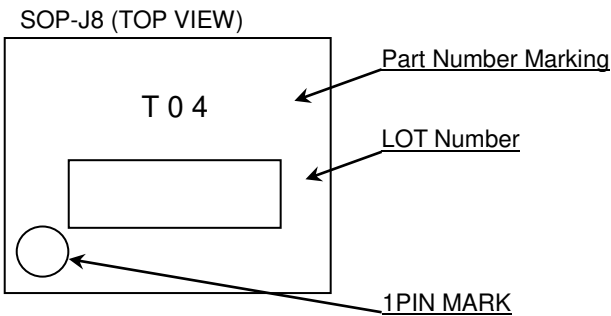 SOP-J8 (TOP VIEW)
Part Number Marking
T 0 4
LOT Number
1PIN MARK